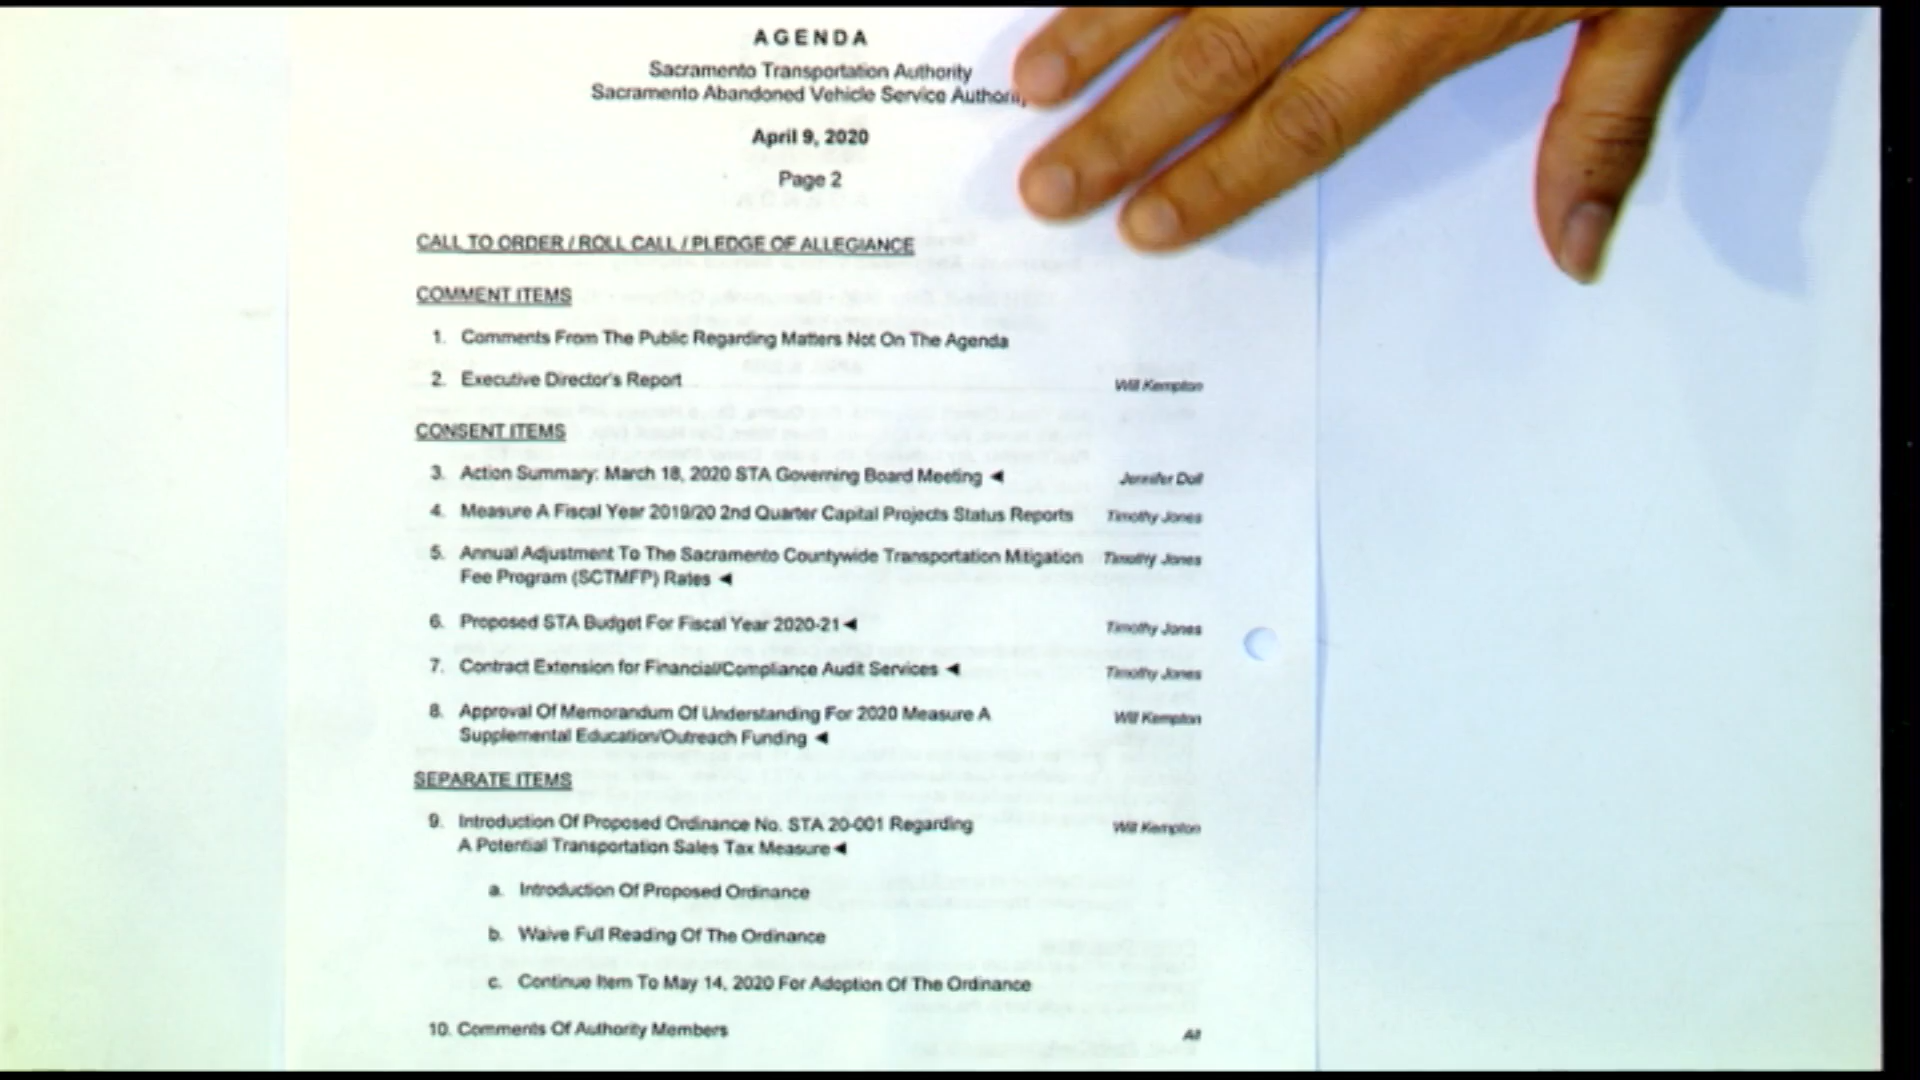 AGENDA
Sacramento Transportation Authority
Sacramento Abandoned Vehicle Service Authority
April 9, 2020
Page 2
CALL TO ORDER / ROLL CALL / PLEDGE OF ALLEGIANCE
COMMENT ITEMS
1. Comments From The Public Regarding Matters Not On The Agenda
2. Executive Director's Report Will Kempton
CONSENT ITEMS
3. Action Summary: March 18, 2020 STA Governing Board Meeting ◄ Jennifer Doll
4. Measure A Fiscal Year 2019/20 2nd Quarter Capital Projects Status Reports Timothy Jones
5. Annual Adjustment To The Sacramento Countywide Transportation Mitigation Timothy Jones
Fee Program (SCTMFP) Rates ◄
6. Proposed STA Budget For Fiscal Year 2020-21 ◄ Timothy Jones
7. Contract Extension for Financial/Compliance Audit Services ◄ Timothy Jones
8. Approval Of Memorandum Of Understanding For 2020 Measure A Will Kempton
Supplemental Education/Outreach Funding ◄
SEPARATE ITEMS
9. Introduction Of Proposed Ordinance No. STA 20-001 Regarding Will Kempton
A Potential Transportation Sales Tax Measure ◄
a. Introduction Of Proposed Ordinance
b. Waive Full Reading Of The Ordinance
c. Continue Item To May 14, 2020 For Adoption Of The Ordinance
10. Comments Of Authority Members All